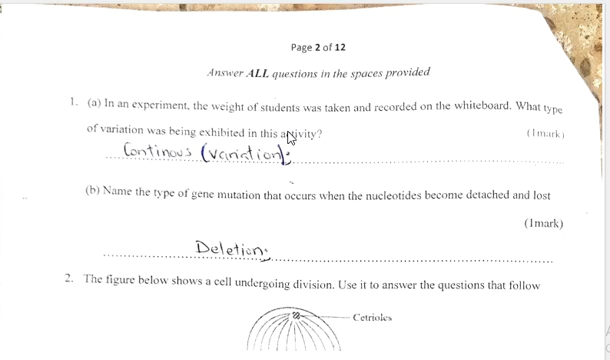 Page 2 of 12
Answer ALL questions in the spaces provided
1. (a) In an experiment, the weight of students was taken and recorded on the whiteboard. What type
of variation was being exhibited in this activity? (1mark)
Continous (variation);
(b) Name the type of gene mutation that occurs when the nucleotides become detached and lost
(1mark)
Deletion;
2. The figure below shows a cell undergoing division. Use it to answer the questions that follow
Cetrioles